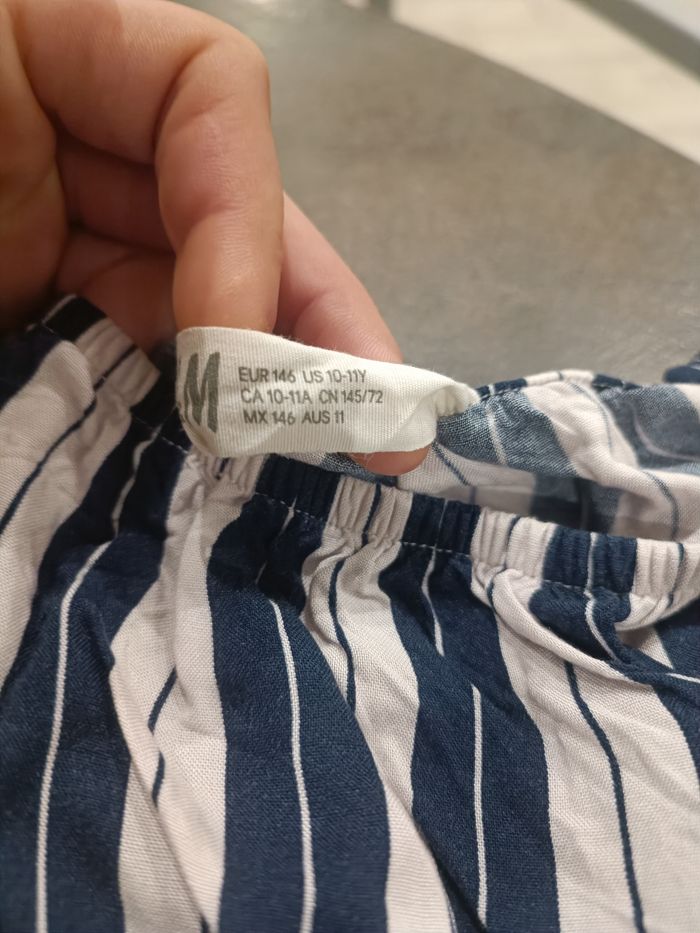 M
EUR 146 US 10-11Y
CA 10-11A CN 145/72
MX 146 AUS 11